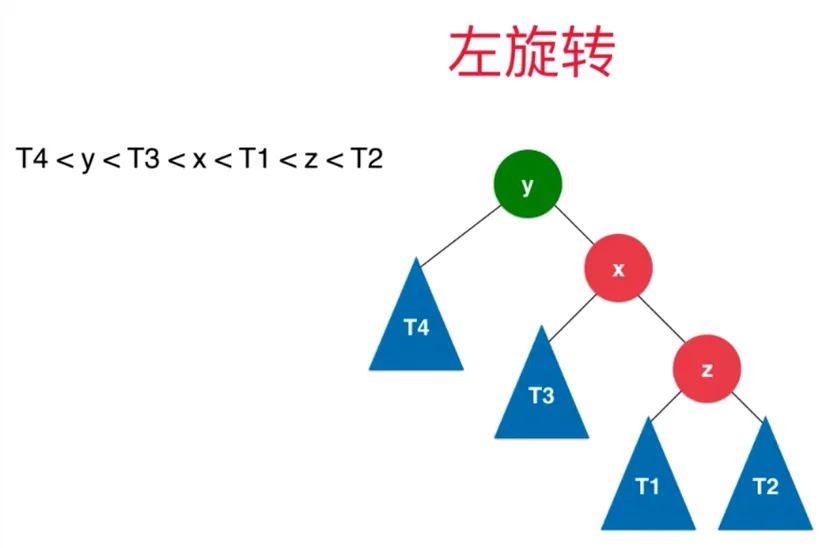 左旋转
T4 < y < T3 < x < T1 < z < T2
y
x
T4
z
T3
T1
T2